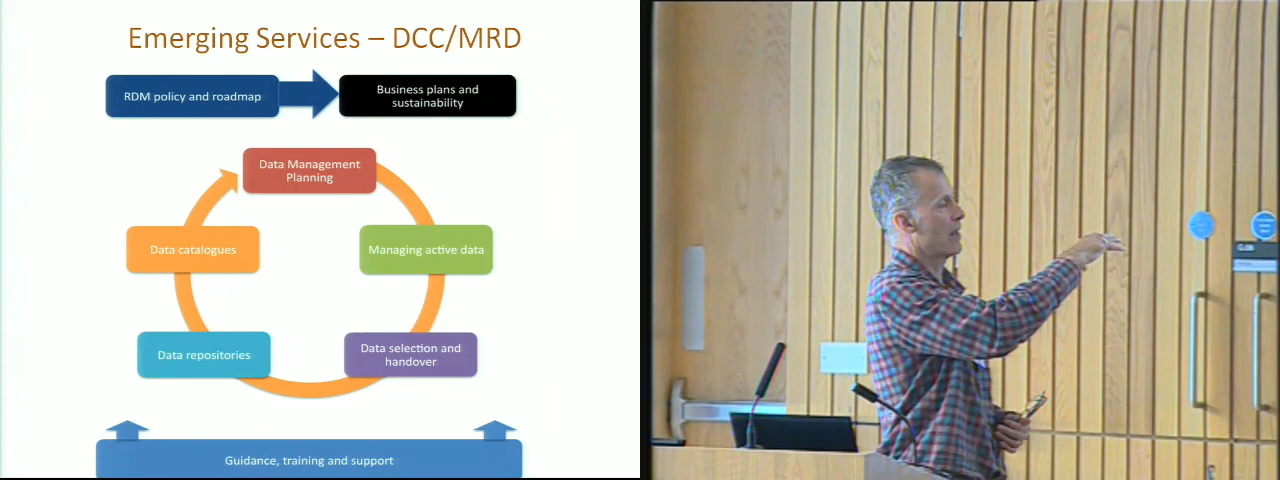 Emerging Services – DCC/MRD
RDM policy and roadmap
Business plans and
sustainability
Data Management
Planning
Data catalogues
Managing active data
Data repositories
Data selection and
handover
Guidance, training and support
G.08